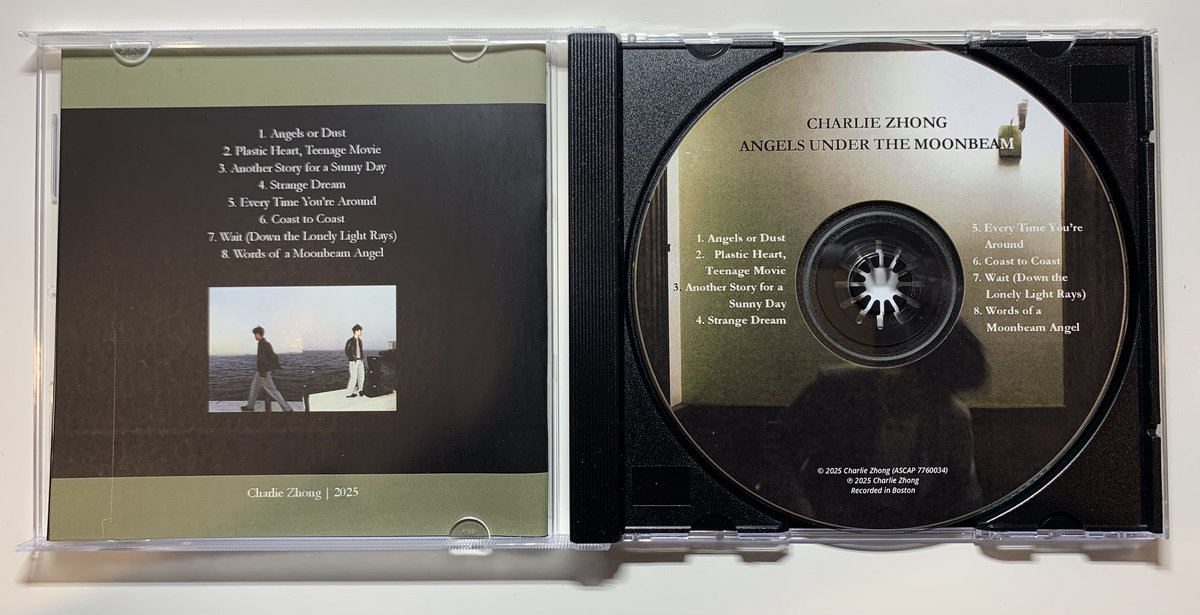 1. Angels or Dust
2. Plastic Heart, Teenage Movie
3. Another Story for a Sunny Day
4. Strange Dream
5. Every Time You're Around
6. Coast to Coast
7. Wait (Down the Lonely Light Rays)
8. Words of a Moonbeam Angel
Charlie Zhong | 2025
CHARLIE ZHONG
ANGELS UNDER THE MOONBEAM
1. Angels or Dust
2. Plastic Heart,
Teenage Movie
3. Another Story for a
Sunny Day
4. Strange Dream
5. Every Time You're
Around
6. Coast to Coast
7. Wait (Down the
Lonely Light Rays)
8. Words of a
Moonbeam Angel
© 2025 Charlie Zhong (ASCAP 7760034)
℗ 2025 Charlie Zhong
Recorded in Boston